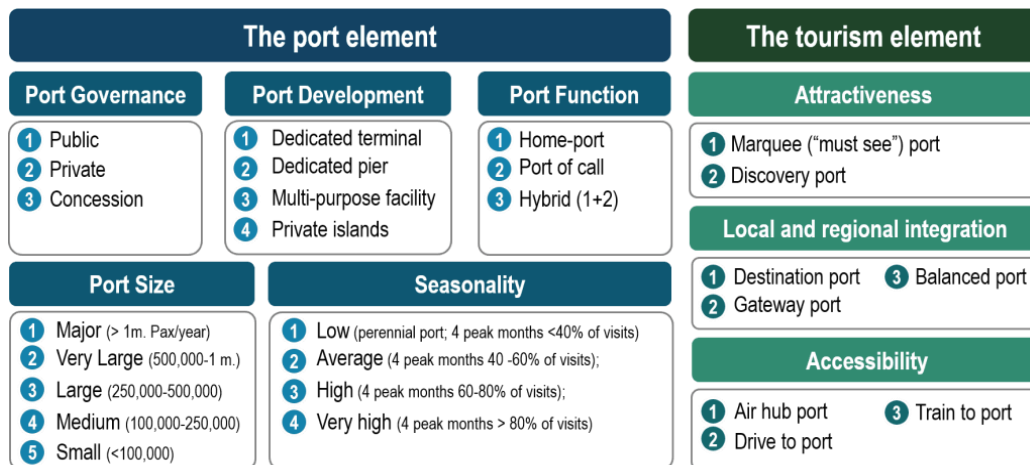 The port element
Port Governance
1 Public
2 Private
3 Concession
Port Development
1 Dedicated terminal
2 Dedicated pier
3 Multi-purpose facility
4 Private islands
Port Function
1 Home-port
2 Port of call
3 Hybrid (1+2)
Port Size
1 Major (> 1m. Pax/year)
2 Very Large (500,000-1 m.)
3 Large (250,000-500,000)
4 Medium (100,000-250,000)
5 Small (<100,000)
Seasonality
1 Low (perennial port; 4 peak months <40% of visits)
2 Average (4 peak months 40 -60% of visits);
3 High (4 peak months 60-80% of visits);
4 Very high (4 peak months > 80% of visits)
The tourism element
Attractiveness
1 Marquee (“must see”) port
2 Discovery port
Local and regional integration
1 Destination port
2 Gateway port
3 Balanced port
Accessibility
1 Air hub port
2 Drive to port
3 Train to port